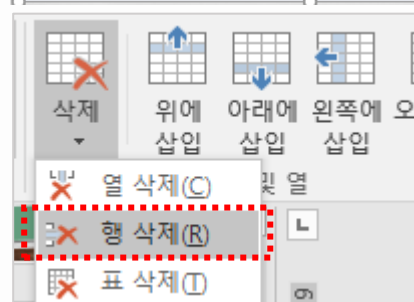 삭제
위에 삽입
아래에 삽입
왼쪽에 삽입
오
및 열
열 삭제(C)
행 삭제(R)
표 삭제(T)
L
6